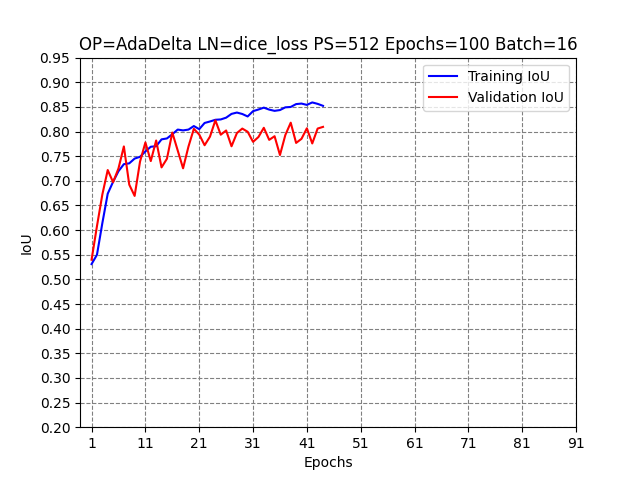 OP=AdaDelta LN=dice_loss PS=512 Epochs=100 Batch=16
0.95
0.90
0.85
0.80
0.75
0.70
0.65
0.60
0.55
0.50
0.45
0.40
0.35
0.30
0.25
0.20
IoU
Training IoU
Validation IoU
1 11 21 31 41 51 61 71 81 91
Epochs